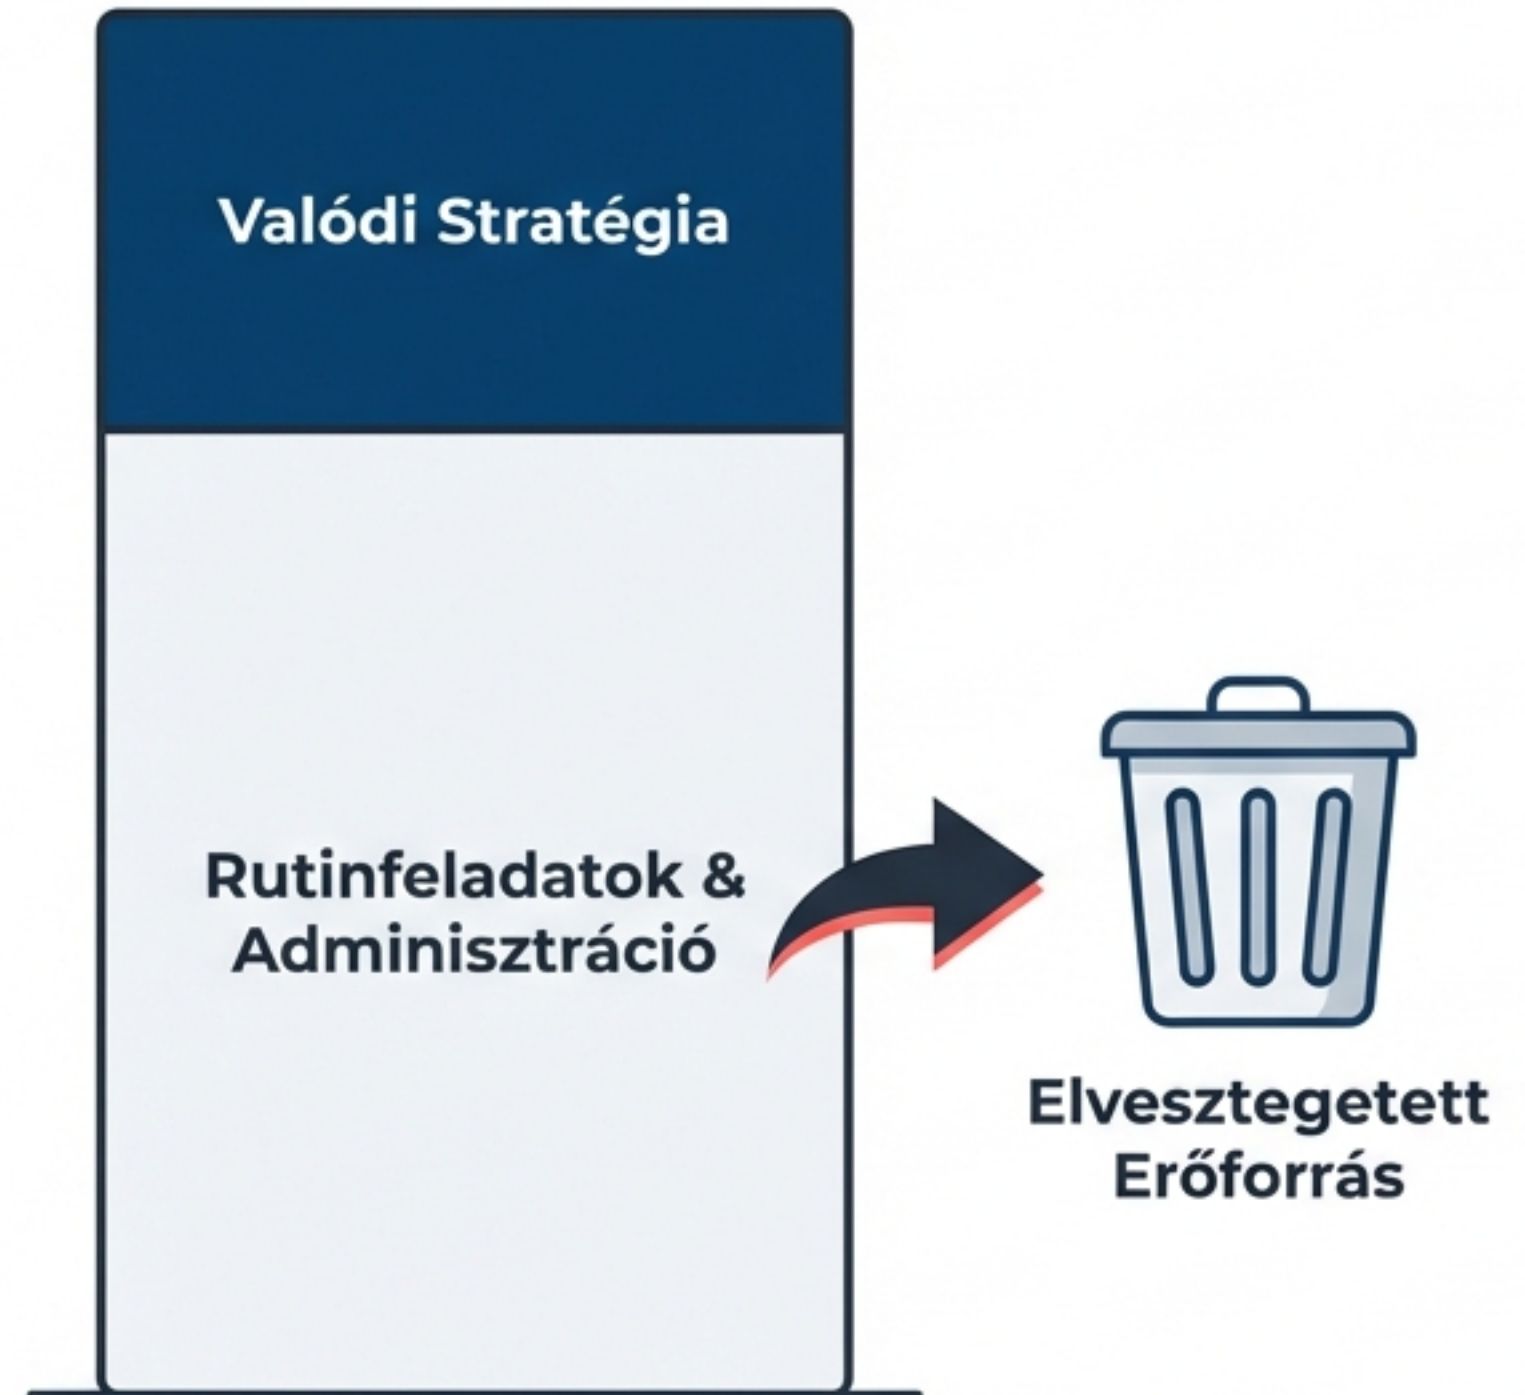 Valódi Stratégia
Rutinfeladatok &
Adminisztráció
Elvesztegetett
Erőforrás